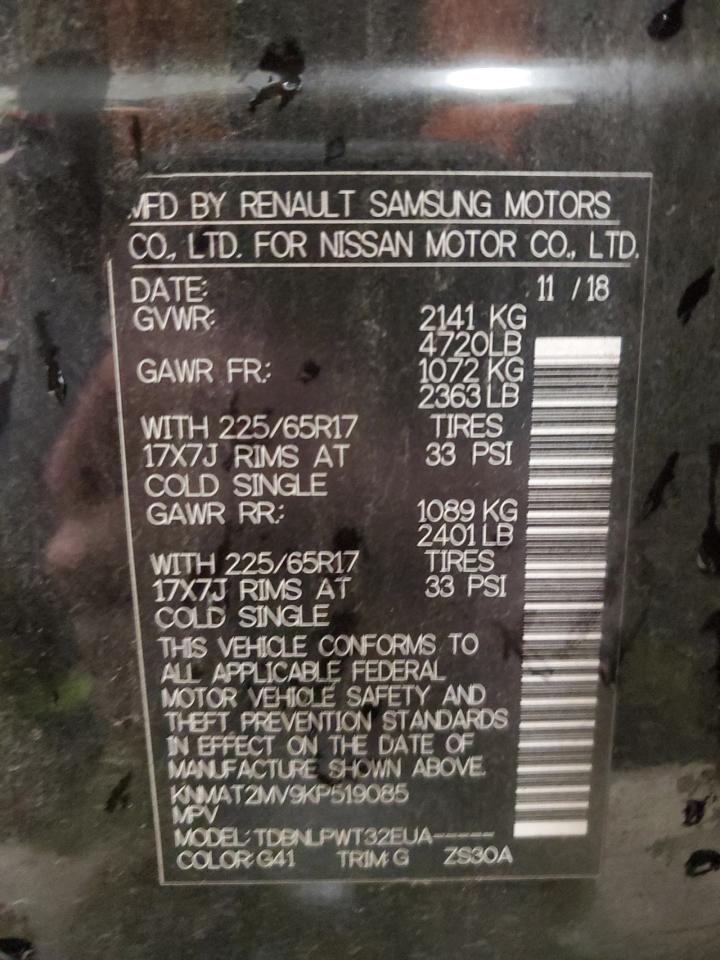 MFD BY RENAULT SAMSUNG MOTORS
CO., LTD. FOR NISSAN MOTOR CO., LTD.
DATE: 11 / 18
GVWR: 2141 KG
4720LB
GAWR FR: 1072 KG
2363 LB
WITH 225/65R17 TIRES
17X7J RIMS AT 33 PSI
COLD SINGLE
GAWR RR: 1089 KG
2401 LB
WITH 225/65R17 TIRES
17X7J RIMS AT 33 PSI
COLD SINGLE
THIS VEHICLE CONFORMS TO
ALL APPLICABLE FEDERAL
MOTOR VEHICLE SAFETY AND
THEFT PREVENTION STANDARDS
IN EFFECT ON THE DATE OF
MANUFACTURE SHOWN ABOVE.
KNMAT2MV9KP519085
MPV
MODEL: TDBNLPWT32EUA-----
COLOR: G41 TRIM: G ZS30A